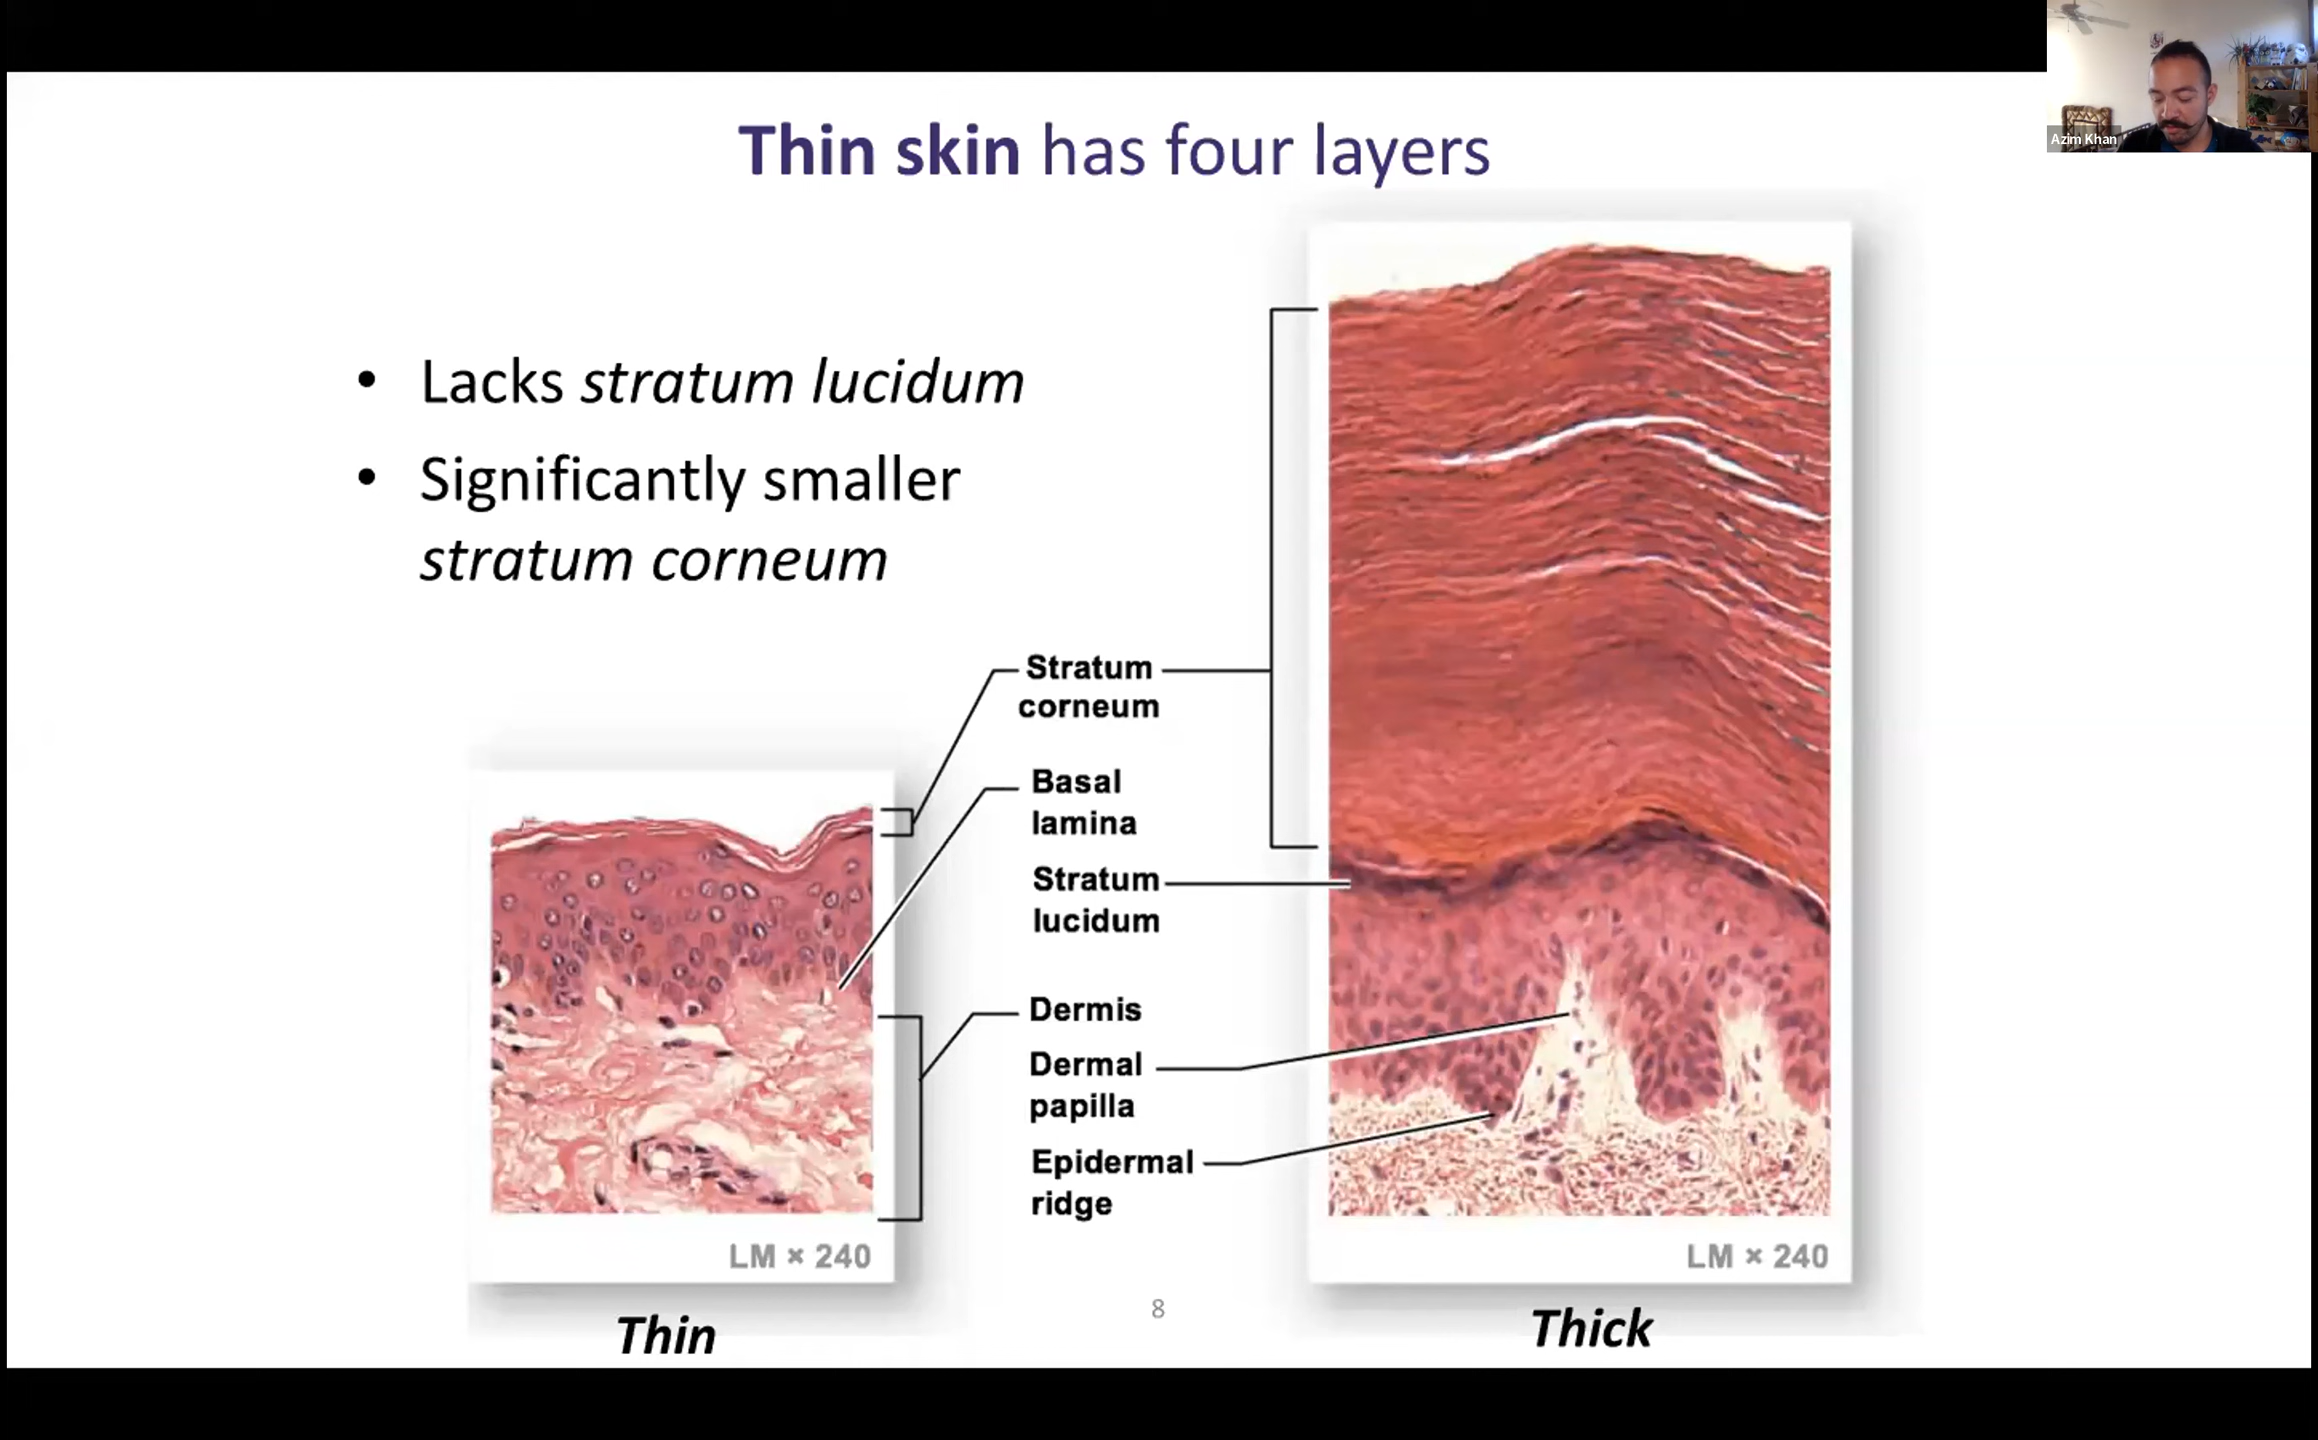 Azim Khan
Thin skin has four layers
• Lacks stratum lucidum
• Significantly smaller
stratum corneum
Stratum
corneum
Basal
lamina
Stratum
lucidum
Dermis
Dermal
papilla
Epidermal
ridge
LM × 240
LM × 240
8
Thin
Thick